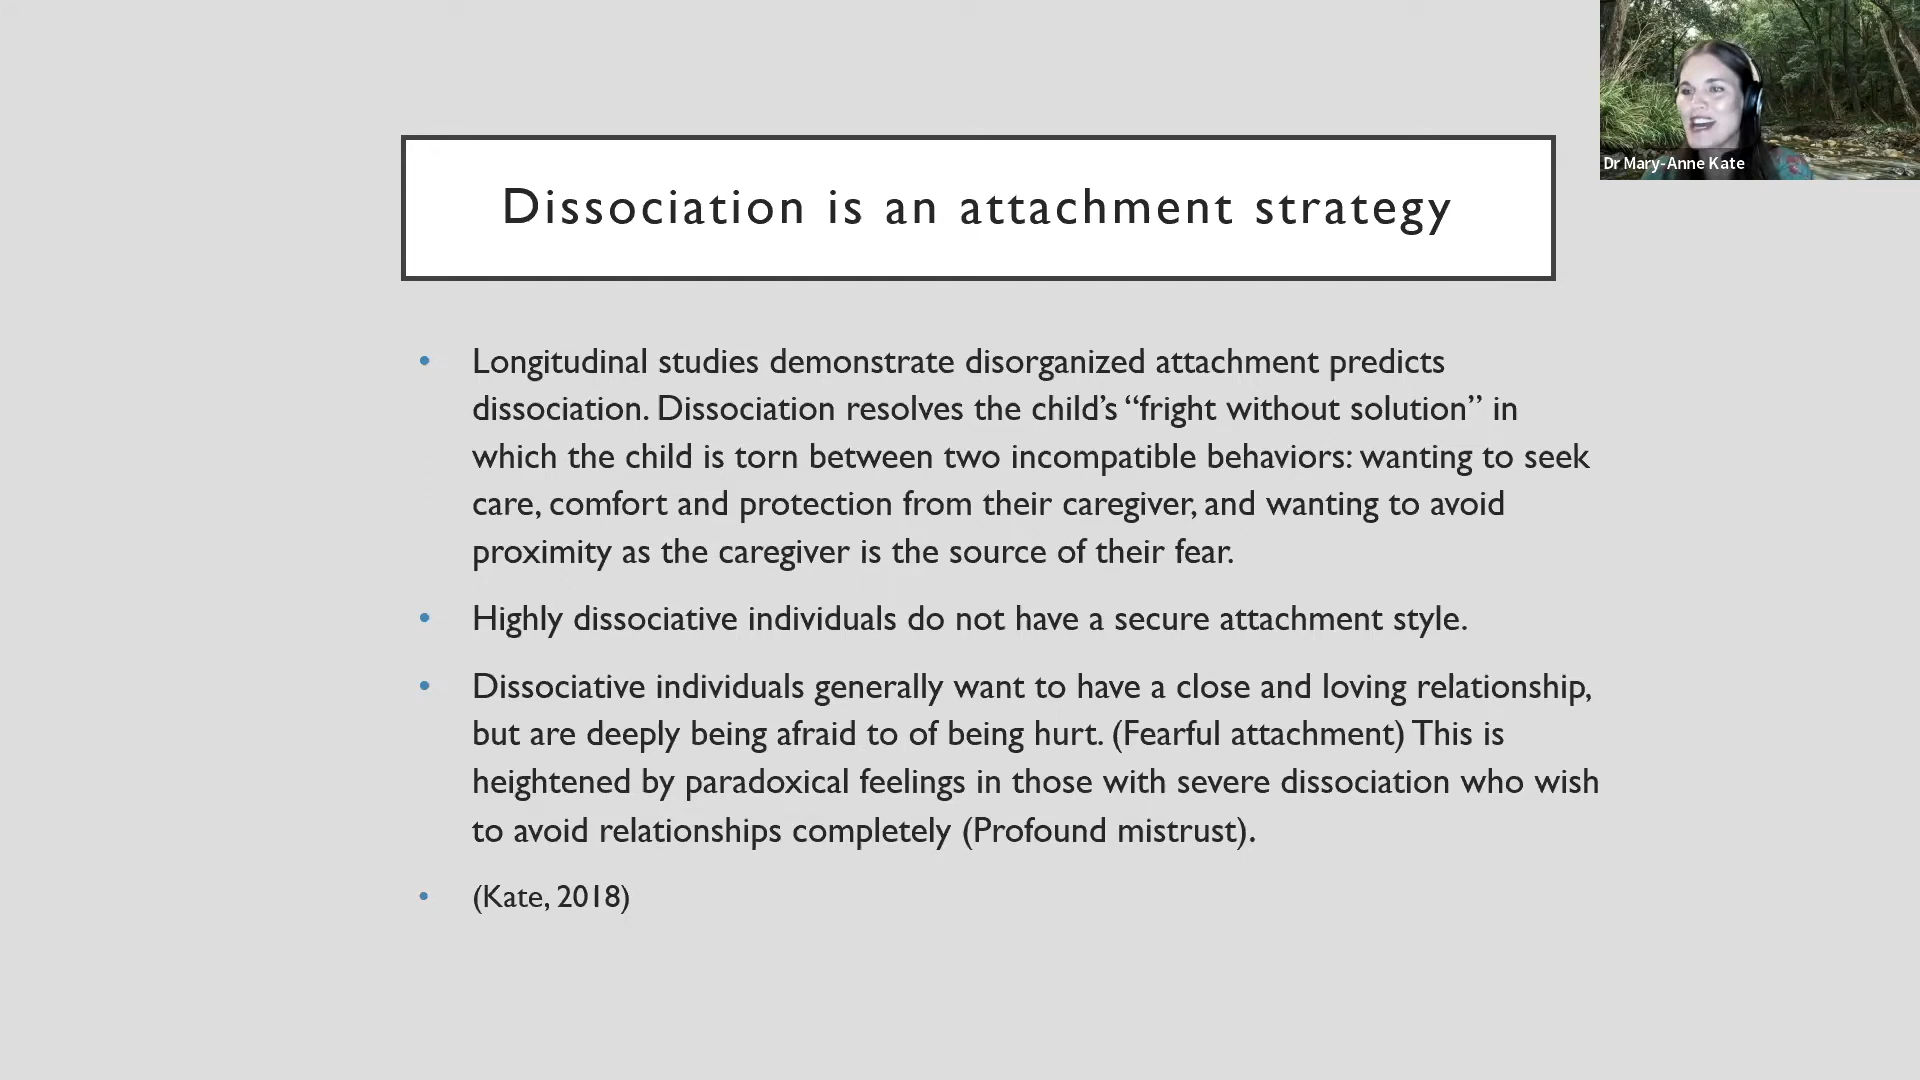 Dr Mary-Anne Kate
Dissociation is an attachment strategy
• Longitudinal studies demonstrate disorganized attachment predicts
dissociation. Dissociation resolves the child’s “fright without solution” in
which the child is torn between two incompatible behaviors: wanting to seek
care, comfort and protection from their caregiver, and wanting to avoid
proximity as the caregiver is the source of their fear.
• Highly dissociative individuals do not have a secure attachment style.
• Dissociative individuals generally want to have a close and loving relationship,
but are deeply being afraid to of being hurt. (Fearful attachment) This is
heightened by paradoxical feelings in those with severe dissociation who wish
to avoid relationships completely (Profound mistrust).
• (Kate, 2018)